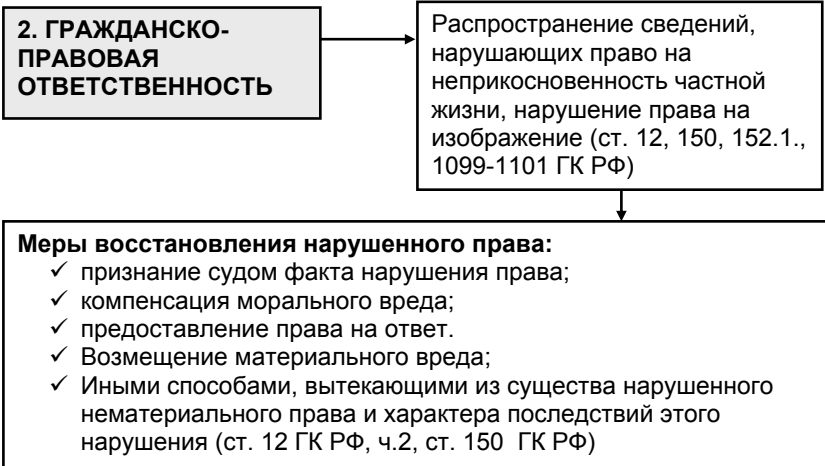 2. ГРАЖДАНСКО-
ПРАВОВАЯ
ОТВЕТСТВЕННОСТЬ
Распространение сведений,
нарушающих право на
неприкосновенность частной
жизни, нарушение права на
изображение (ст. 12, 150, 152.1.,
1099-1101 ГК РФ)
Меры восстановления нарушенного права:
✓ признание судом факта нарушения права;
✓ компенсация морального вреда;
✓ предоставление права на ответ.
✓ Возмещение материального вреда;
✓ Иными способами, вытекающими из существа нарушенного
нематериального права и характера последствий этого
нарушения (ст. 12 ГК РФ, ч.2, ст. 150 ГК РФ)